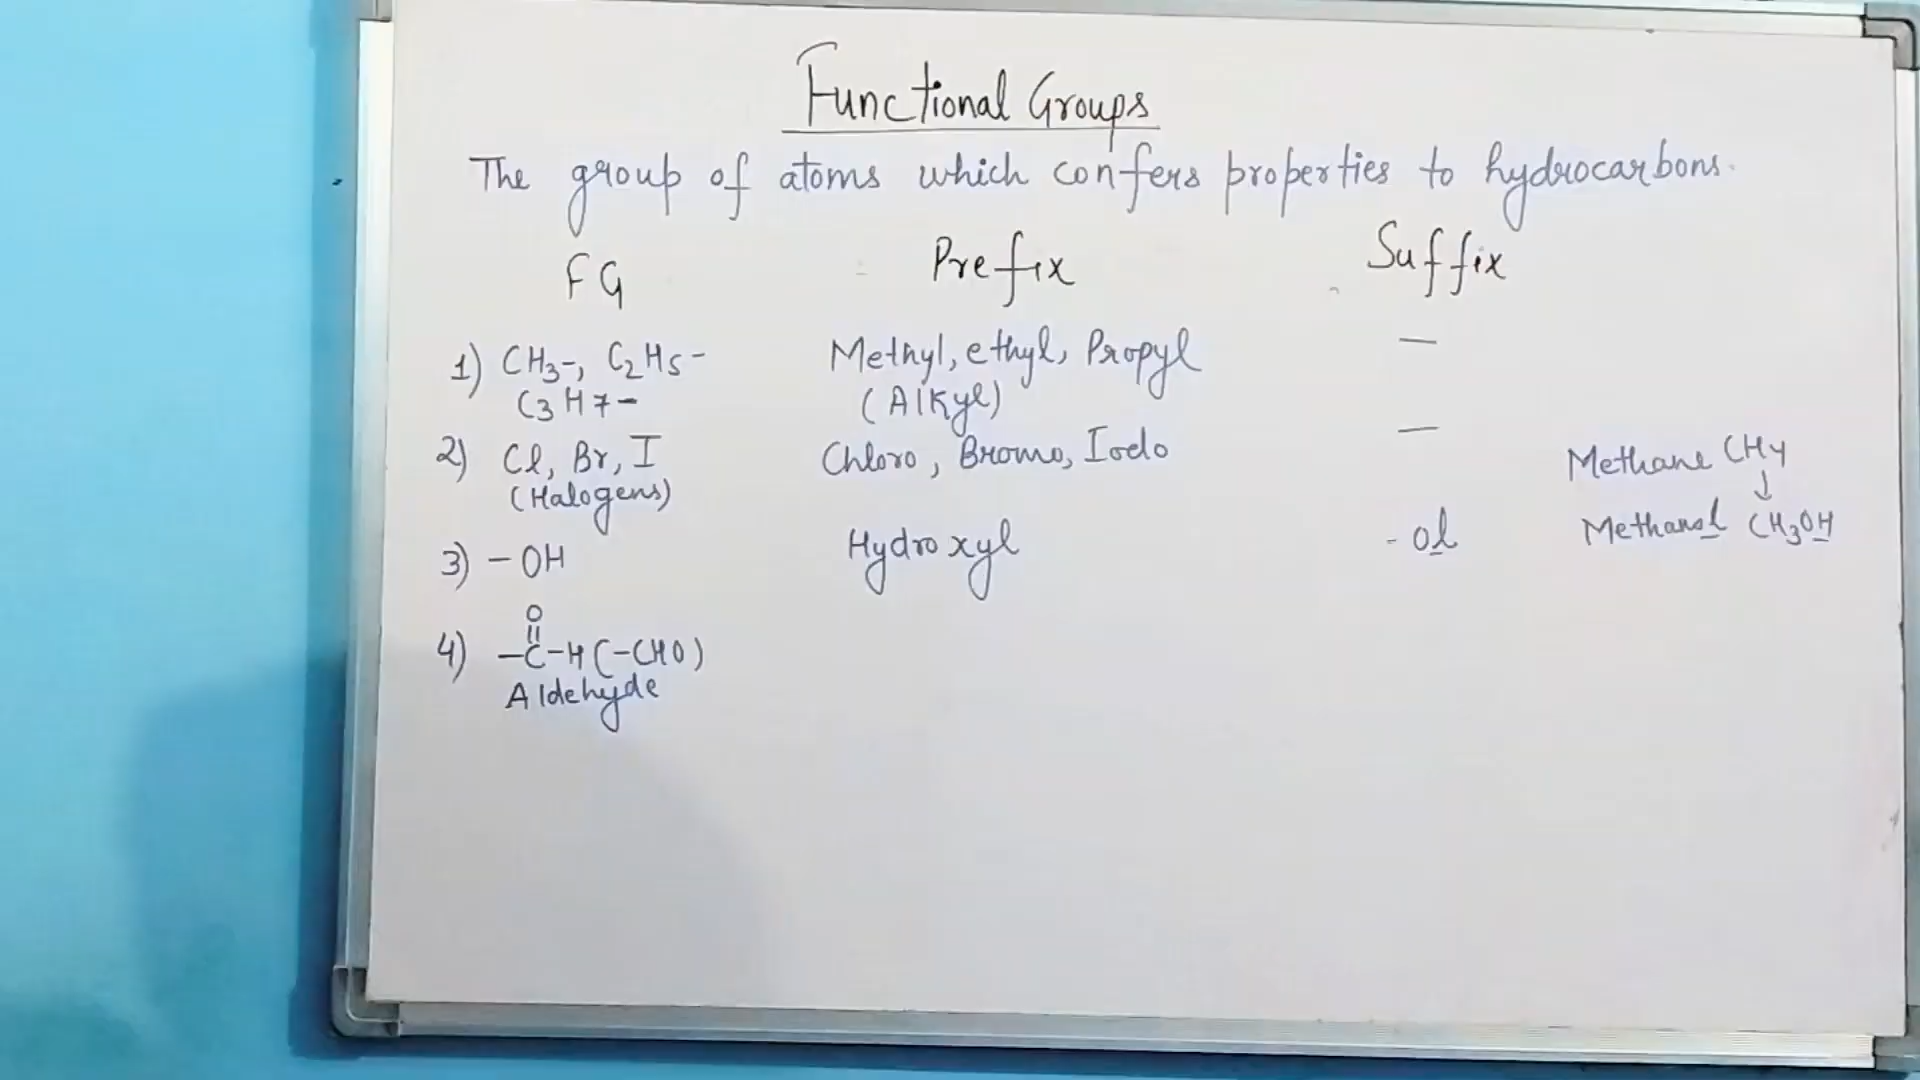 Functional Groups
The group of atoms which confers properties to hydrocarbons.
FG Prefix Suffix
1) CH3-, C2H5- Methyl, ethyl, Propyl —
C3H7- (Alkyl)
2) Cl, Br, I Chloro, Bromo, Iodo —
(Halogens)
Methane CH4
↓
3) -OH Hydroxyl - ol Methanol CH3OH
O
||
4) -C-H (-CHO)
Aldehyde